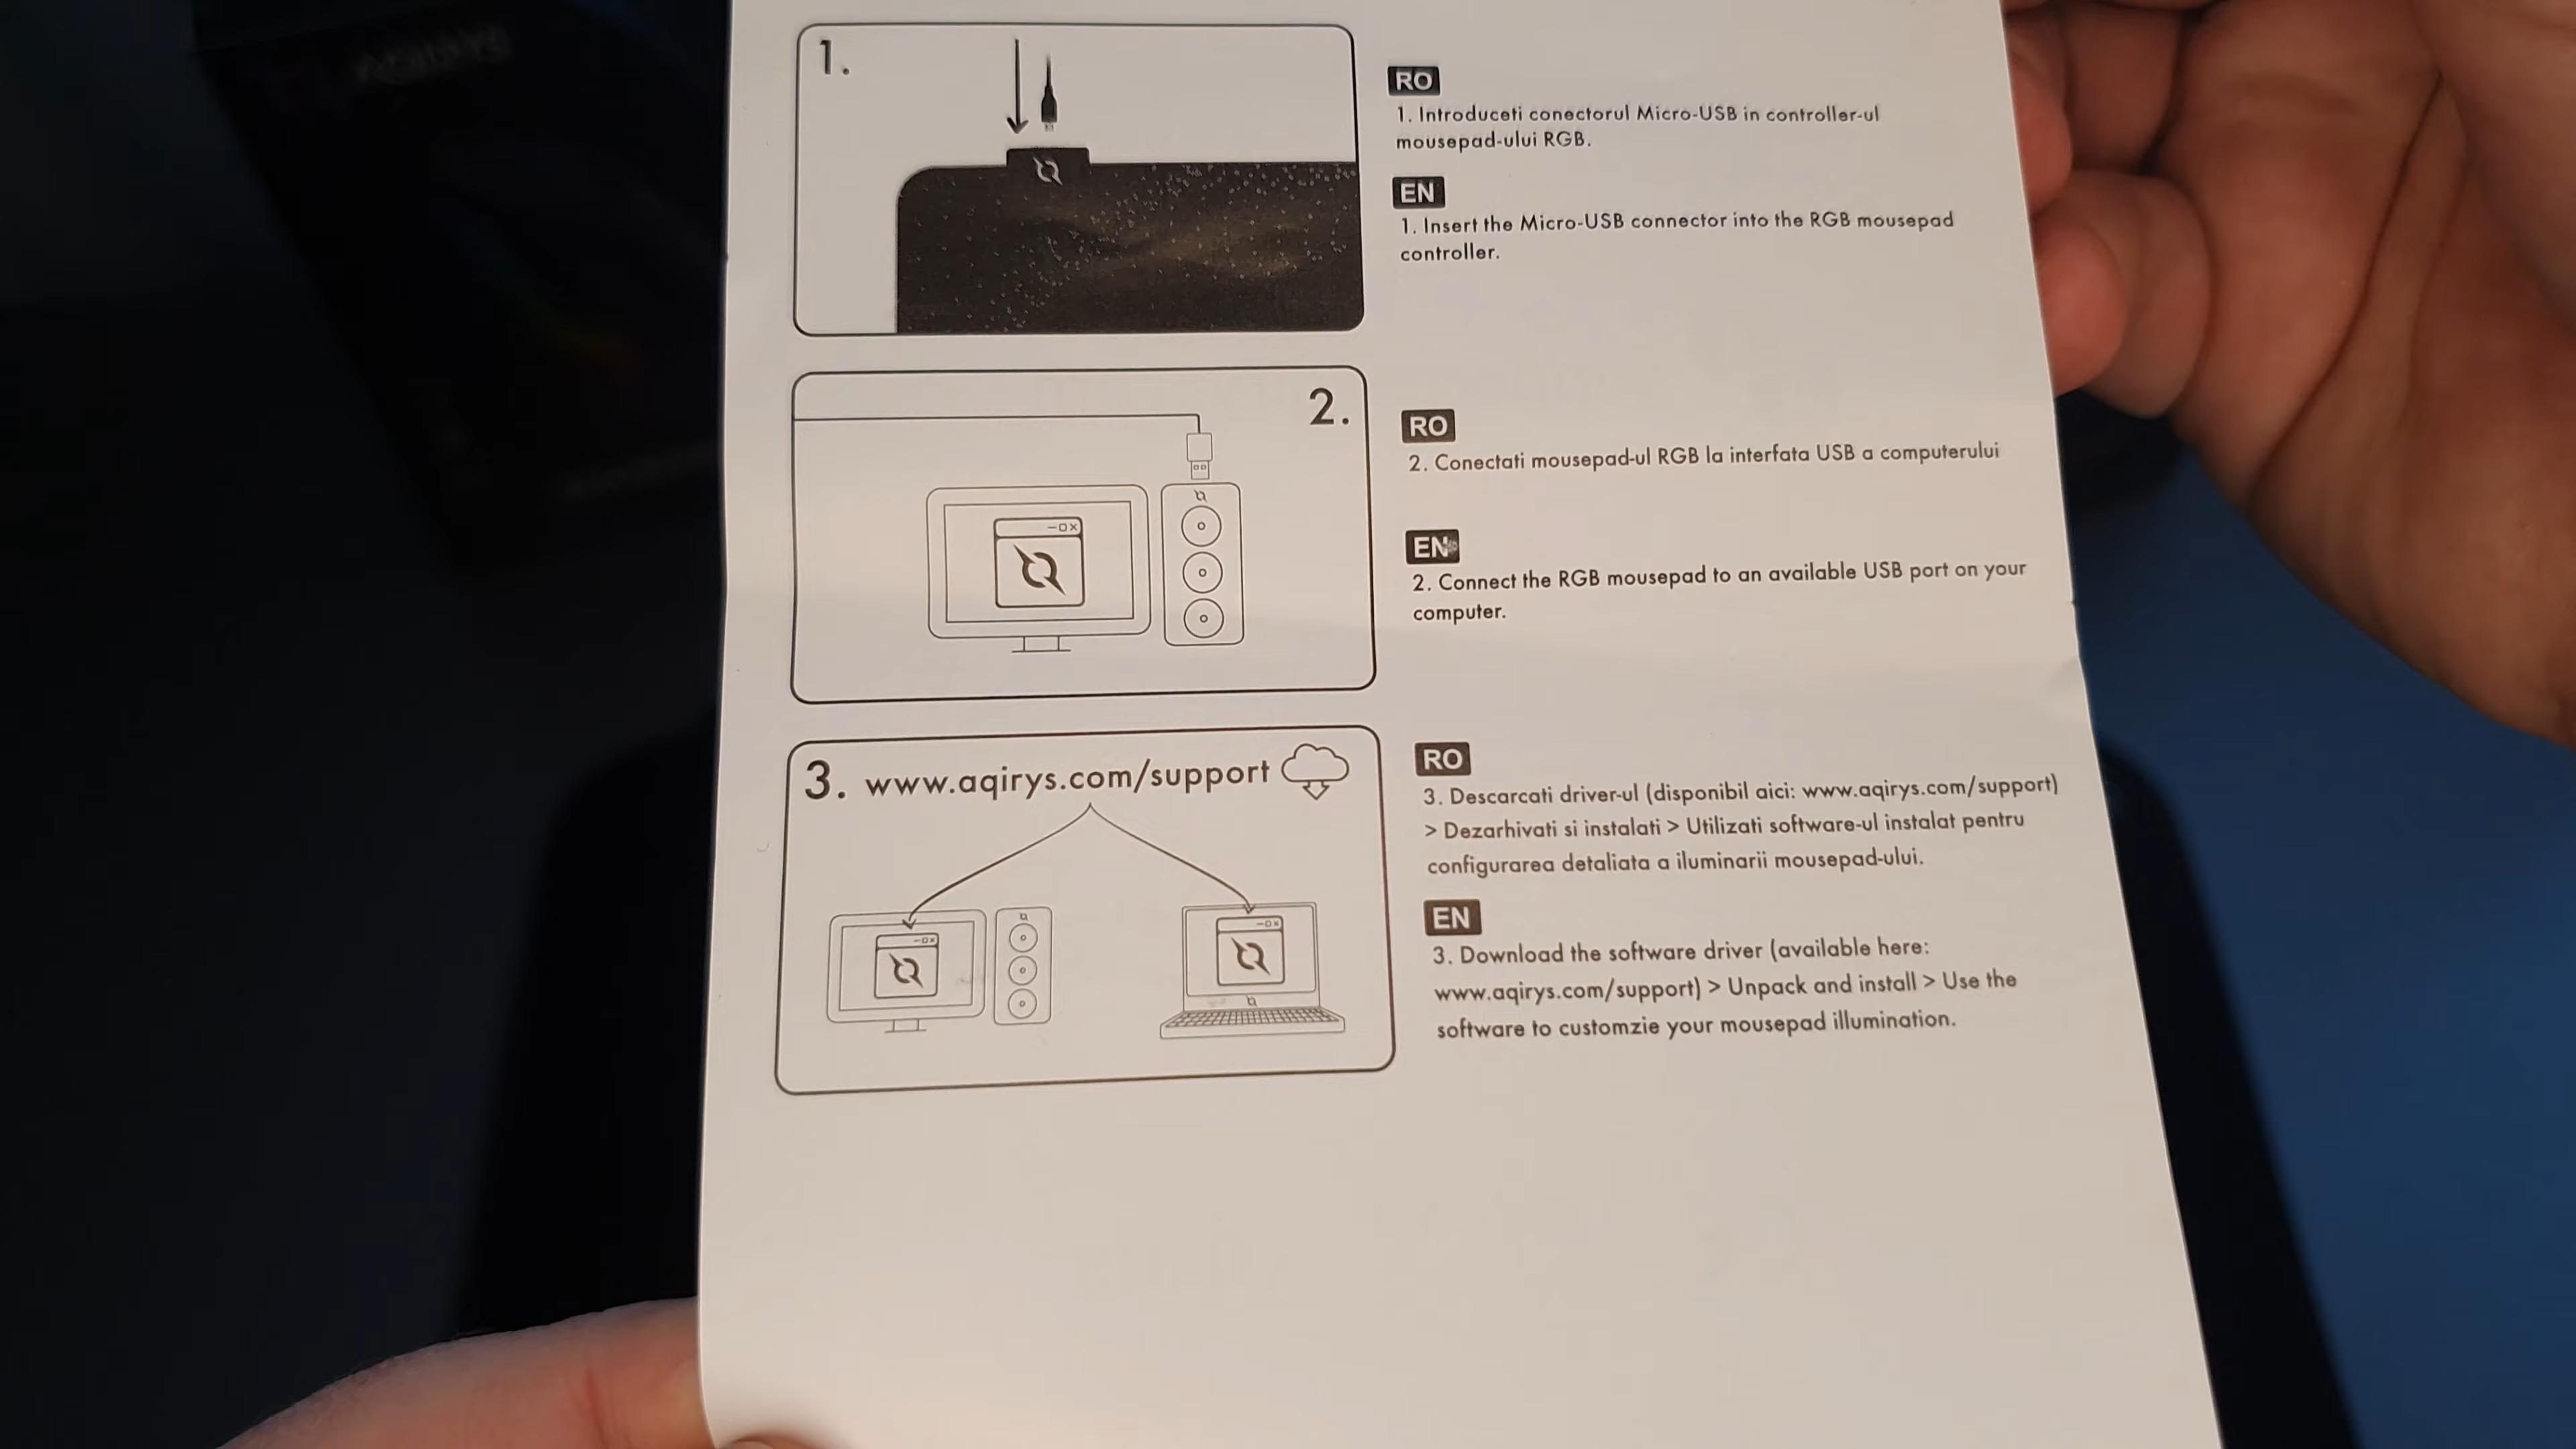 AQIRYS
1.
RO
1. Introduceti conectorul Micro-USB in controller-ul
mousepad-ului RGB.
EN
1. Insert the Micro-USB connector into the RGB mousepad
controller.
2.
RO
2. Conectati mousepad-ul RGB la interfata USB a computerului
EN
2. Connect the RGB mousepad to an available USB port on your
computer.
3. www.aqirys.com/support
RO
3. Descarcati driver-ul (disponibil aici: www.aqirys.com/support)
> Dezarhivati si instalati > Utilizati software-ul instalat pentru
configurarea detaliata a iluminarii mousepad-ului.
EN
3. Download the software driver (available here:
www.aqirys.com/support) > Unpack and install > Use the
software to customzie your mousepad illumination.